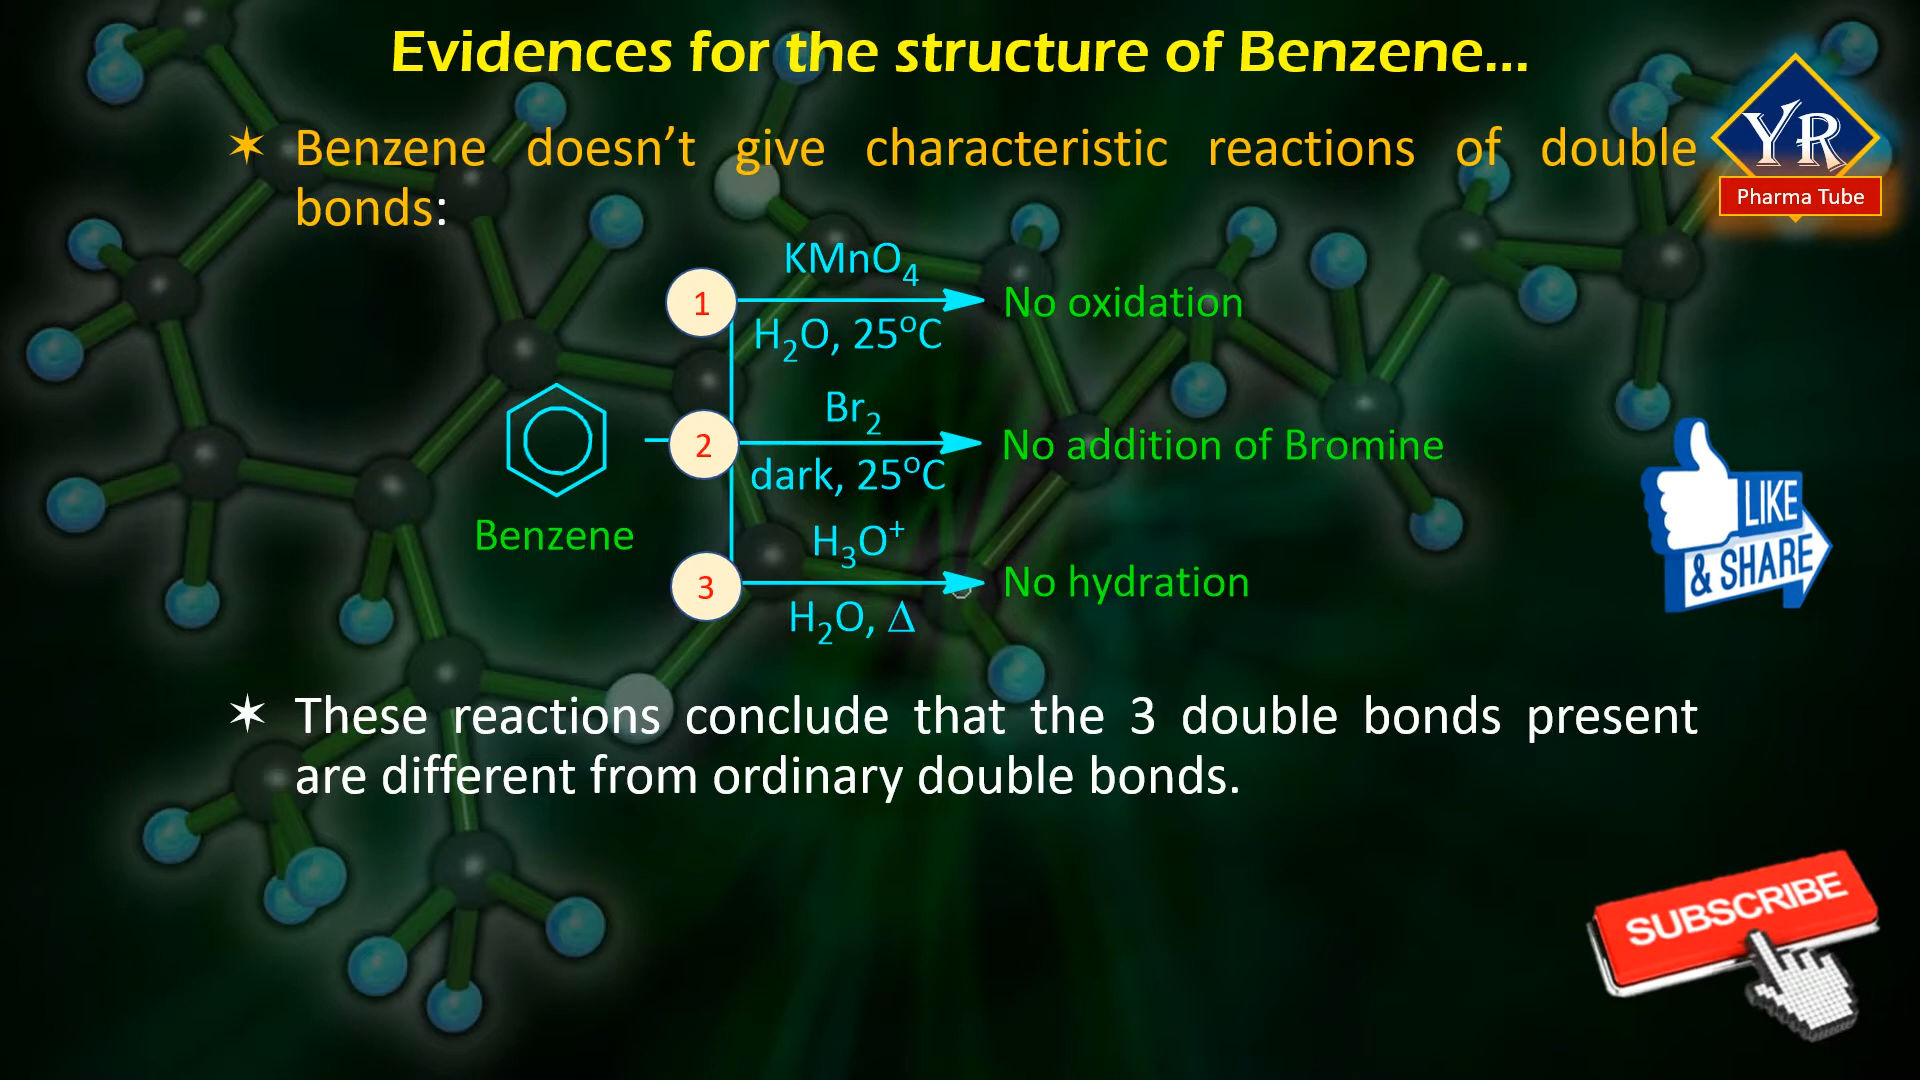 Evidences for the structure of Benzene...
✶ Benzene doesn’t give characteristic reactions of double
bonds:
YR
Pharma Tube
KMnO₄
1
No oxidation
H₂O, 25°C
Br₂
2
No addition of Bromine
dark, 25°C
Benzene
H₃O⁺
3
No hydration
H₂O, Δ
LIKE
& SHARE
✶ These reactions conclude that the 3 double bonds present
are different from ordinary double bonds.
SUBSCRIBE